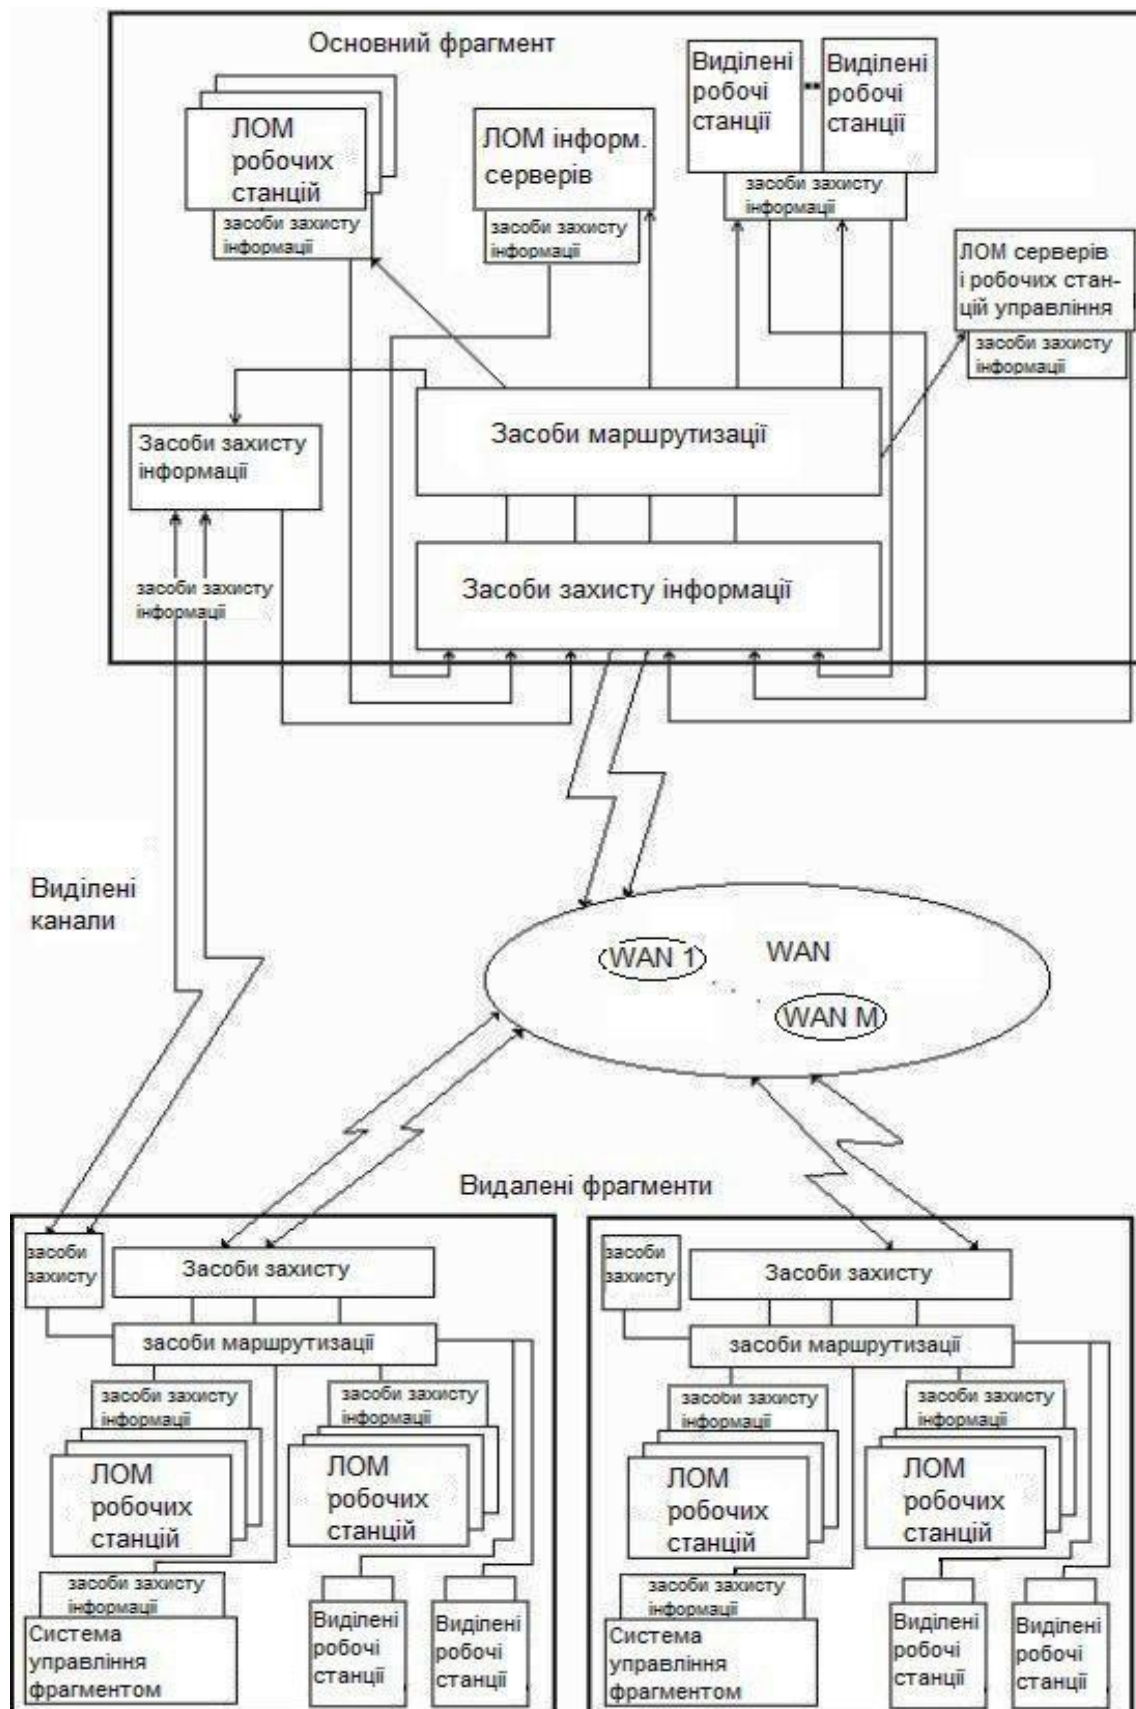 Основний фрагмент
ЛОМ
робочих
станцій
засоби захисту
інформації
ЛОМ інформ.
серверів
засоби захисту
інформації
Виділені
робочі
станції
Виділені
робочі
станції
засоби захисту
інформації
ЛОМ серверів
і робочих стан-
цій управління
засоби захисту
інформації
Засоби маршрутизації
Засоби захисту
інформації
Засоби захисту інформації
засоби захисту
інформації
Виділені
канали
WAN 1
WAN
WAN M
Видалені фрагменти
засоби
захисту
Засоби захисту
засоби маршрутизації
засоби захисту
інформації
засоби захисту
інформації
ЛОМ
робочих
станцій
ЛОМ
робочих
станцій
засоби захисту
інформації
Система
управління
фрагментом
Виділені
робочі
станції
Виділені
робочі
станції
засоби
захисту
Засоби захисту
засоби маршрутизації
засоби захисту
інформації
засоби захисту
інформації
ЛОМ
робочих
станцій
ЛОМ
робочих
станцій
засоби захисту
інформації
Система
управління
фрагментом
Виділені
робочі
станції
Виділені
робочі
станції